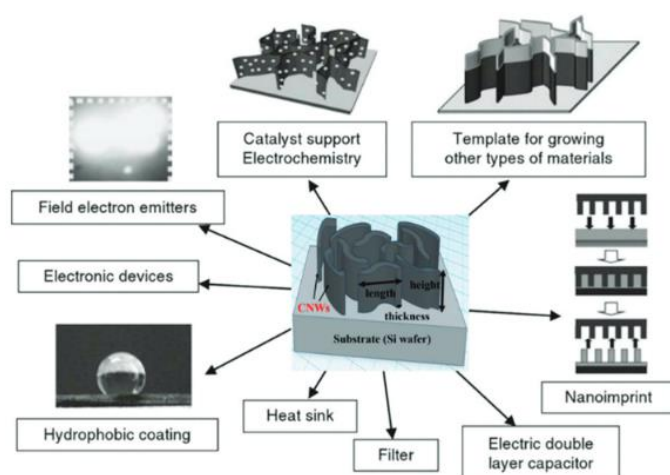 Catalyst support
Electrochemistry
Template for growing
other types of materials
Field electron emitters
Electronic devices
CNWs
length
height
thickness
Substrate (Si wafer)
Hydrophobic coating
Heat sink
Filter
Electric double
layer capacitor
Nanoimprint